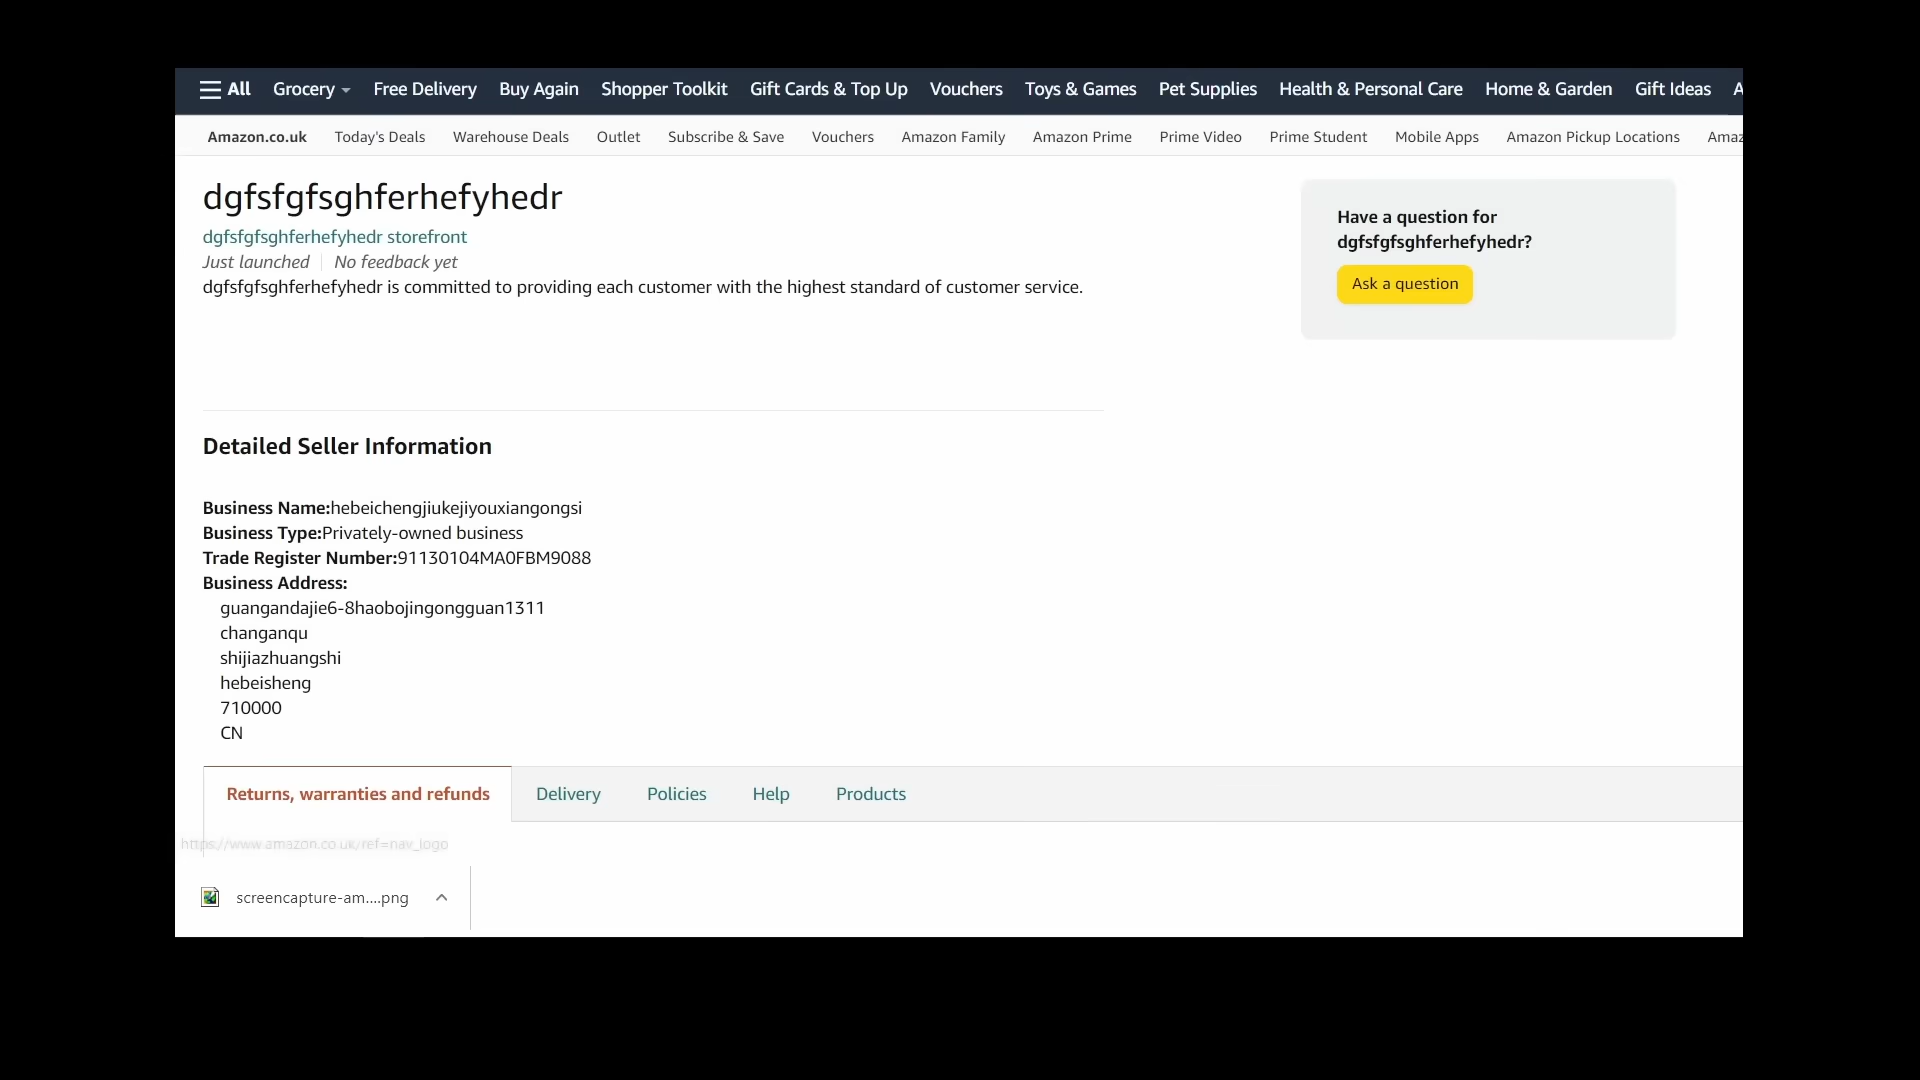 All Grocery Free Delivery Buy Again Shopper Toolkit Gift Cards & Top Up Vouchers Toys & Games Pet Supplies Health & Personal Care Home & Garden Gift Ideas A
Amazon.co.uk Today's Deals Warehouse Deals Outlet Subscribe & Save Vouchers Amazon Family Amazon Prime Prime Video Prime Student Mobile Apps Amazon Pickup Locations Amaz
dgfsfgfsghferhefyhedr
dgfsfgfsghferhefyhedr storefront
Just launched No feedback yet
dgfsfgfsghferhefyhedr is committed to providing each customer with the highest standard of customer service.
Have a question for
dgfsfgfsghferhefyhedr?
Ask a question
Detailed Seller Information
Business Name:hebeichengjiukejiyouxiangongsi
Business Type:Privately-owned business
Trade Register Number:91130104MA0FBM9088
Business Address:
guangandajie6-8haobojingongguan1311
changanqu
shijiazhuangshi
hebeisheng
710000
CN
Returns, warranties and refunds Delivery Policies Help Products
https://www.amazon.co.uk/ref=nav_logo
screencapture-am....png